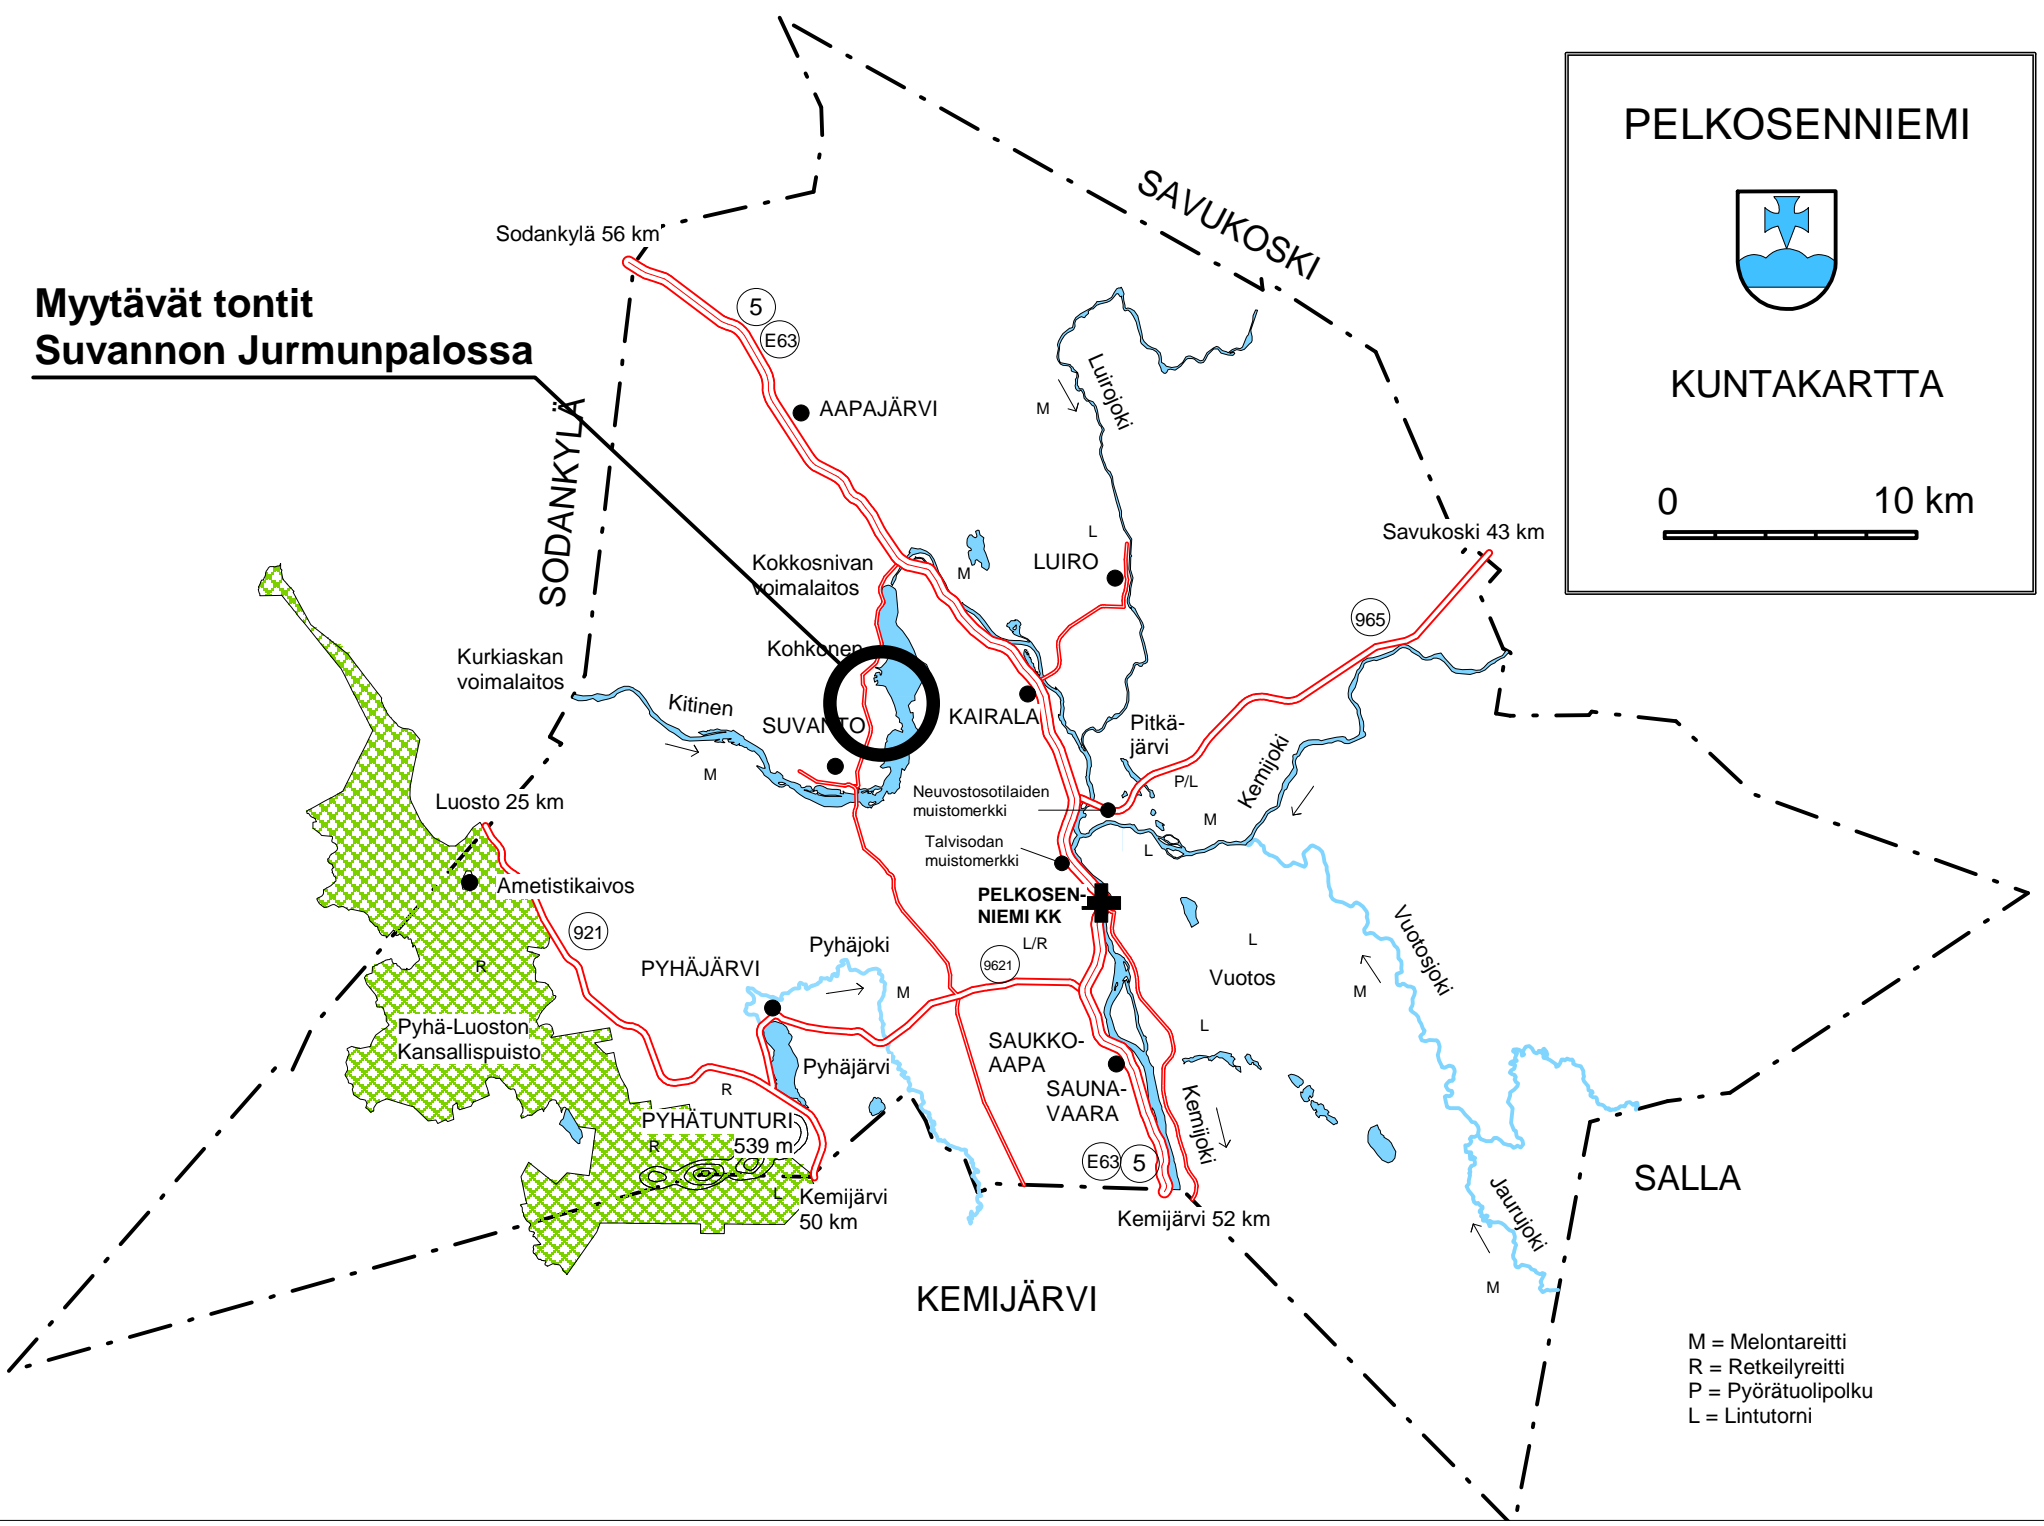 PELKOSENNIEMI
KUNTAKARTTA
0 10 km
SAVUKOSKI
Sodankylä 56 km
Myytävät tontit
Suvannon Jurmunpalossa
5
E63
AAPAJÄRVI
SODANKYLÄ
Luirojoki
M
L
LUIRO
Savukoski 43 km
965
Kokkosnivan
voimalaitos
M
Kohkonen
Kurkiaskan
voimalaitos
Kitinen
M
SUVANTO
KAIRALA
Pitkä-
järvi
P/L
Kemijoki
M
L
Neuvostosotilaiden
muistomerkki
Talvisodan
muistomerkki
PELKOSEN-
NIEMI KK
L/R
Luosto 25 km
Ametistikaivos
921
R
Pyhä-Luoston
Kansallispuisto
PYHÄJÄRVI
Pyhäjoki
M
9621
L
Vuotos
L
Vuotosjoki
M
SAUKKO-
AAPA
SAUNA-
VAARA
Pyhäjärvi
R
PYHÄTUNTURI
539 m
R
L
Kemijärvi
50 km
E63
5
Kemijoki
Kemijärvi 52 km
Jaurujoki
M
SALLA
KEMIJÄRVI
M = Melontareitti
R = Retkeilyreitti
P = Pyörätuolipolku
L = Lintutorni